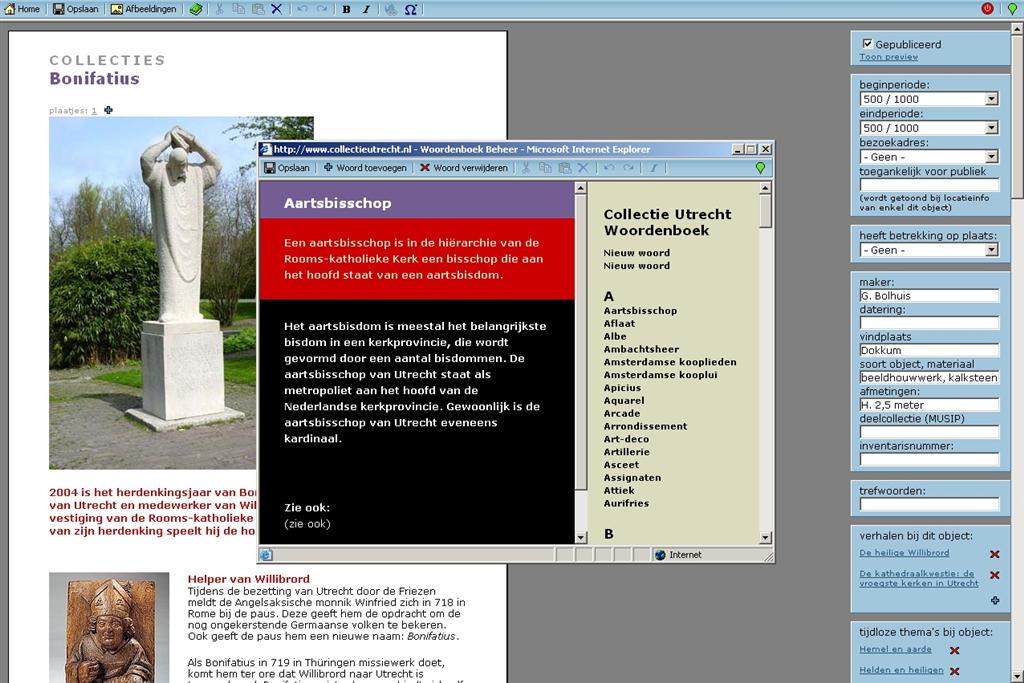 Home Opslaan Afbeeldingen B I Ω
COLLECTIES
Bonifatius
plaatjes: 1
2004 is het herdenkingsjaar van Bo
van Utrecht en medewerker van Wil
vestiging van de Rooms-katholieke
van zijn herdenking speelt hij de ho
Helper van Willibrord
Tijdens de bezetting van Utrecht door de Friezen
meldt de Angelsaksische monnik Winfried zich in 718 in
Rome bij de paus. Deze geeft hem de opdracht om de
nog ongekerstende Germaanse volken te bekeren.
Ook geeft de paus hem een nieuwe naam: Bonifatius.
Als Bonifatius in 719 in Thüringen missiewerk doet,
komt hem ter ore dat Willibrord naar Utrecht is
http://www.collectieutrecht.nl - Woordenboek Beheer - Microsoft Internet Explorer
Opslaan Woord toevoegen Woord verwijderen I
Aartsbisschop
Een aartsbisschop is in de hiërarchie van de
Rooms-katholieke Kerk een bisschop die aan
het hoofd staat van een aartsbisdom.
Het aartsbisdom is meestal het belangrijkste
bisdom in een kerkprovincie, die wordt
gevormd door een aantal bisdommen. De
aartsbisschop van Utrecht staat als
metropoliet aan het hoofd van de
Nederlandse kerkprovincie. Gewoonlijk is de
aartsbisschop van Utrecht eveneens
kardinaal.
Zie ook:
(zie ook)
Collectie Utrecht
Woordenboek
Nieuw woord
Nieuw woord
A
Aartsbisschop
Aflaat
Albe
Ambachtsheer
Amsterdamse kooplieden
Amsterdamse kooplui
Apicius
Aquarel
Arcade
Arrondissement
Art-deco
Artillerie
Asceet
Assignaten
Attiek
Aurifries
B
Internet
Gepubliceerd
Toon preview
beginperiode:
500 / 1000
eindperiode:
500 / 1000
bezoekadres:
- Geen -
toegankelijk voor publiek
(wordt getoond bij locatieinfo
van enkel dit object)
heeft betrekking op plaats:
- Geen -
maker:
G. Bolhuis
datering:
vindplaats
Dokkum
soort object, materiaal
beeldhouwwerk, kalksteen
afmetingen:
H. 2,5 meter
deelcollectie (MUSIP)
inventarisnummer:
trefwoorden:
verhalen bij dit object:
De heilige Willibrord
De kathedraalkwestie: de
vroegste kerken in Utrecht
tijdloze thema's bij object:
Hemel en aarde
Helden en heiligen